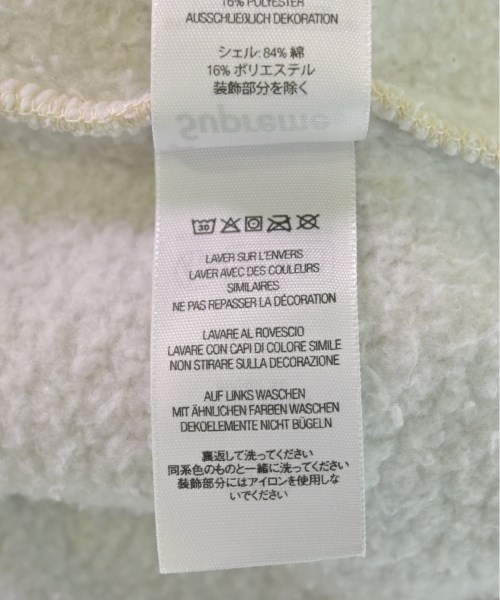 16% POLYESTER
AUSSCHLIEßLICH DEKORATION
シェル: 84% 綿
16% ポリエステル
装飾部分を除く
Supreme
30
LAVER SUR L'ENVERS
LAVER AVEC DES COULEURS
SIMILAIRES
NE PAS REPASSER LA DÉCORATION
LAVARE AL ROVESCIO
LAVARE CON CAPI DI COLORE SIMILE
NON STIRARE SULLA DECORAZIONE
AUF LINKS WASCHEN
MIT ÄHNLICHEN FARBEN WASCHEN
DEKOELEMENTE NICHT BÜGELN
裏返して洗ってください
同系色のものと一緒に洗ってください
装飾部分にはアイロンを使用しな
いでください